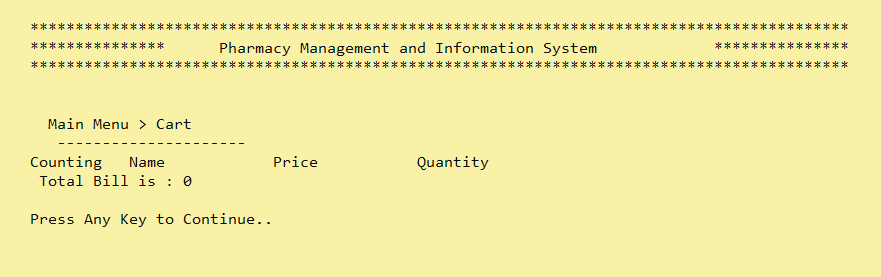 *******************************************************************************************
***************      Pharmacy Management and Information System             ***************
*******************************************************************************************
Main Menu > Cart
---------------------
Counting   Name            Price           Quantity
Total Bill is : 0
Press Any Key to Continue..